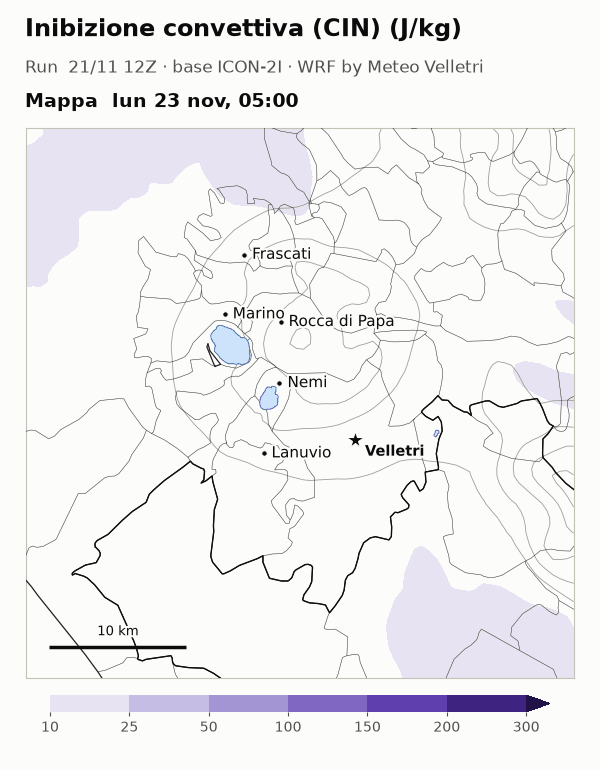 Inibizione convettiva (CIN) (J/kg)
Run 21/11 12Z · base ICON-2I · WRF by Meteo Velletri
Mappa lun 23 nov, 05:00
Frascati
Marino
Rocca di Papa
Nemi
Velletri
Lanuvio
10 km
10 25 50 100 150 200 300